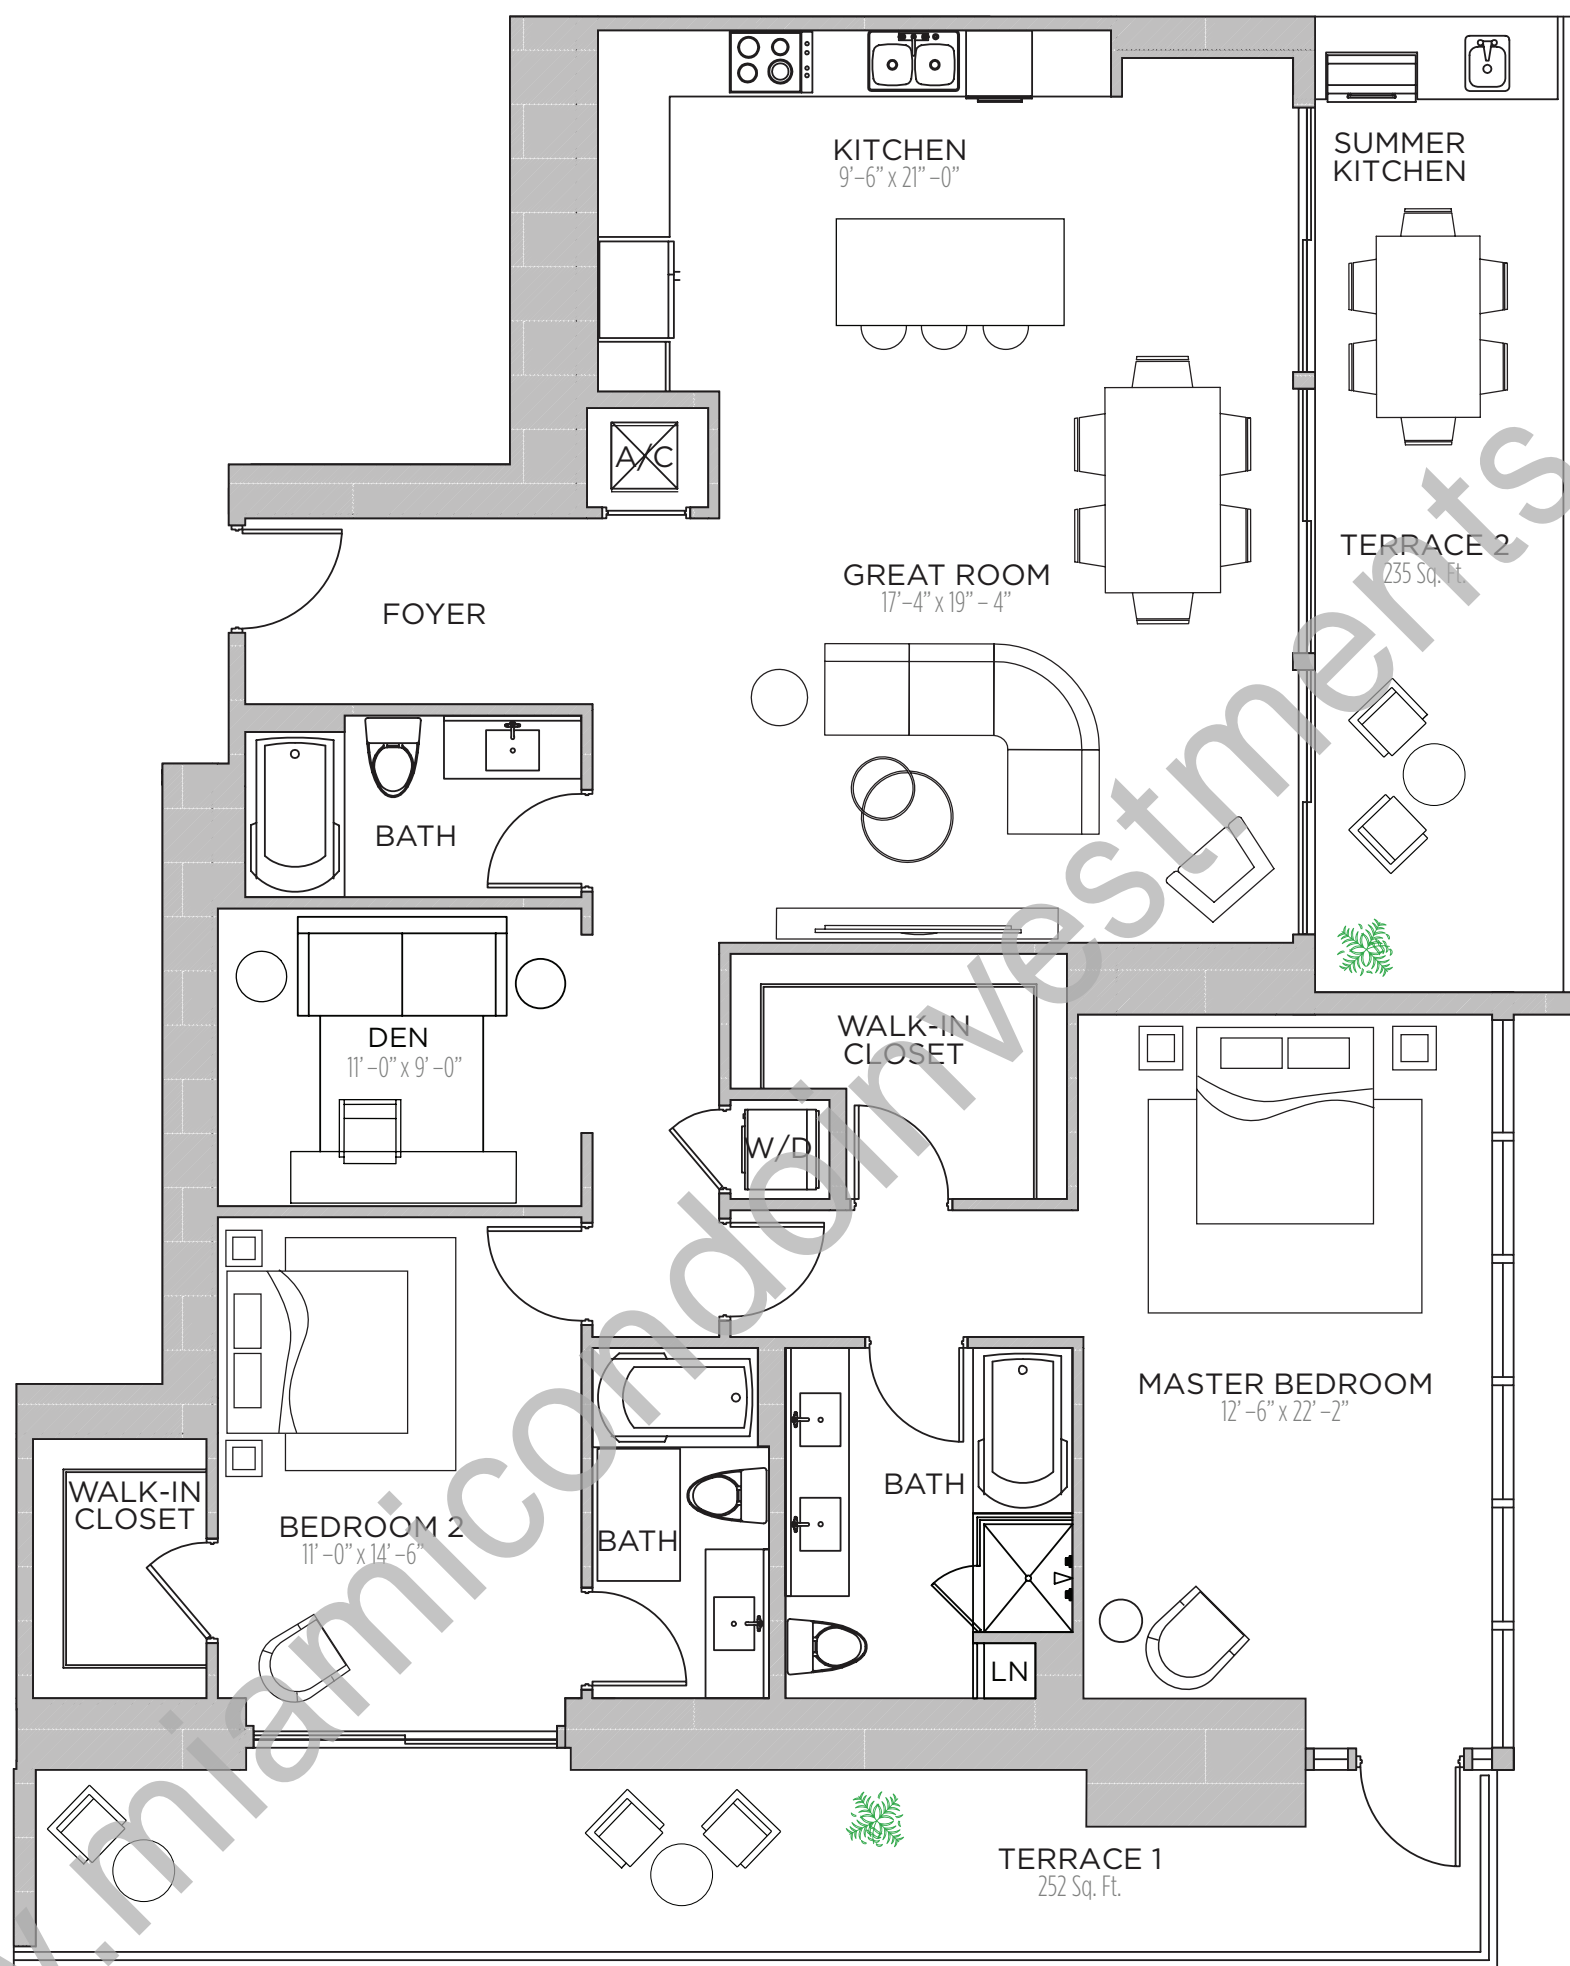 KITCHEN
9’–6” x 21” –0”
SUMMER
KITCHEN
A/C
TERRACE 2
235 Sq. Ft.
GREAT ROOM
17’–4” x 19” – 4”
FOYER
BATH
WALK-IN
CLOSET
DEN
11’ –0” x 9’ –0”
W/D
MASTER BEDROOM
12’ –6” x 22’ –2”
BATH
WALK-IN
CLOSET
BEDROOM 2
11’ –0” x 14’ –6”
BATH
LN
TERRACE 1
252 Sq. Ft.
.miamicondoinvestments